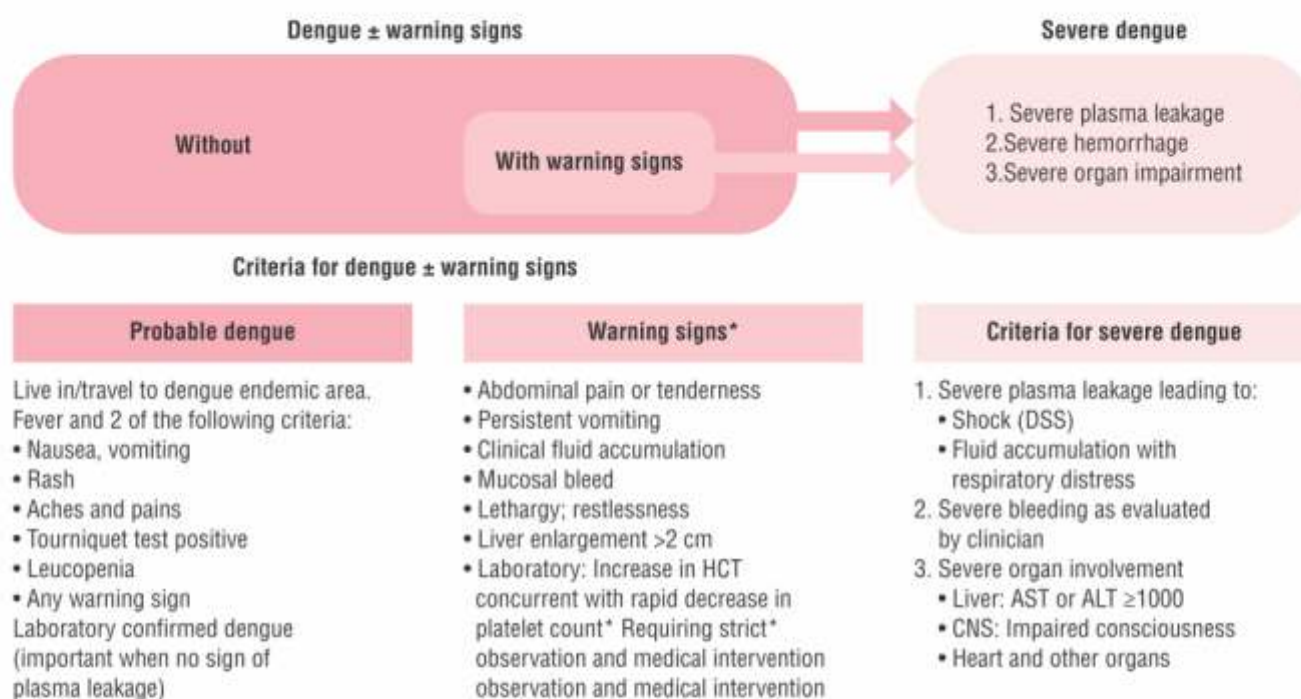 Dengue ± warning signs
Severe dengue
Without
With warning signs
1. Severe plasma leakage
2.Severe hemorrhage
3.Severe organ impairment
Criteria for dengue ± warning signs
Probable dengue
Live in/travel to dengue endemic area.
Fever and 2 of the following criteria:
• Nausea, vomiting
• Rash
• Aches and pains
• Tourniquet test positive
• Leucopenia
• Any warning sign
Laboratory confirmed dengue
(important when no sign of
plasma leakage)
Warning signs*
• Abdominal pain or tenderness
• Persistent vomiting
• Clinical fluid accumulation
• Mucosal bleed
• Lethargy; restlessness
• Liver enlargement >2 cm
• Laboratory: Increase in HCT
concurrent with rapid decrease in
platelet count* Requiring strict*
observation and medical intervention
observation and medical intervention
Criteria for severe dengue
1. Severe plasma leakage leading to:
• Shock (DSS)
• Fluid accumulation with
respiratory distress
2. Severe bleeding as evaluated
by clinician
3. Severe organ involvement
• Liver: AST or ALT ≥1000
• CNS: Impaired consciousness
• Heart and other organs